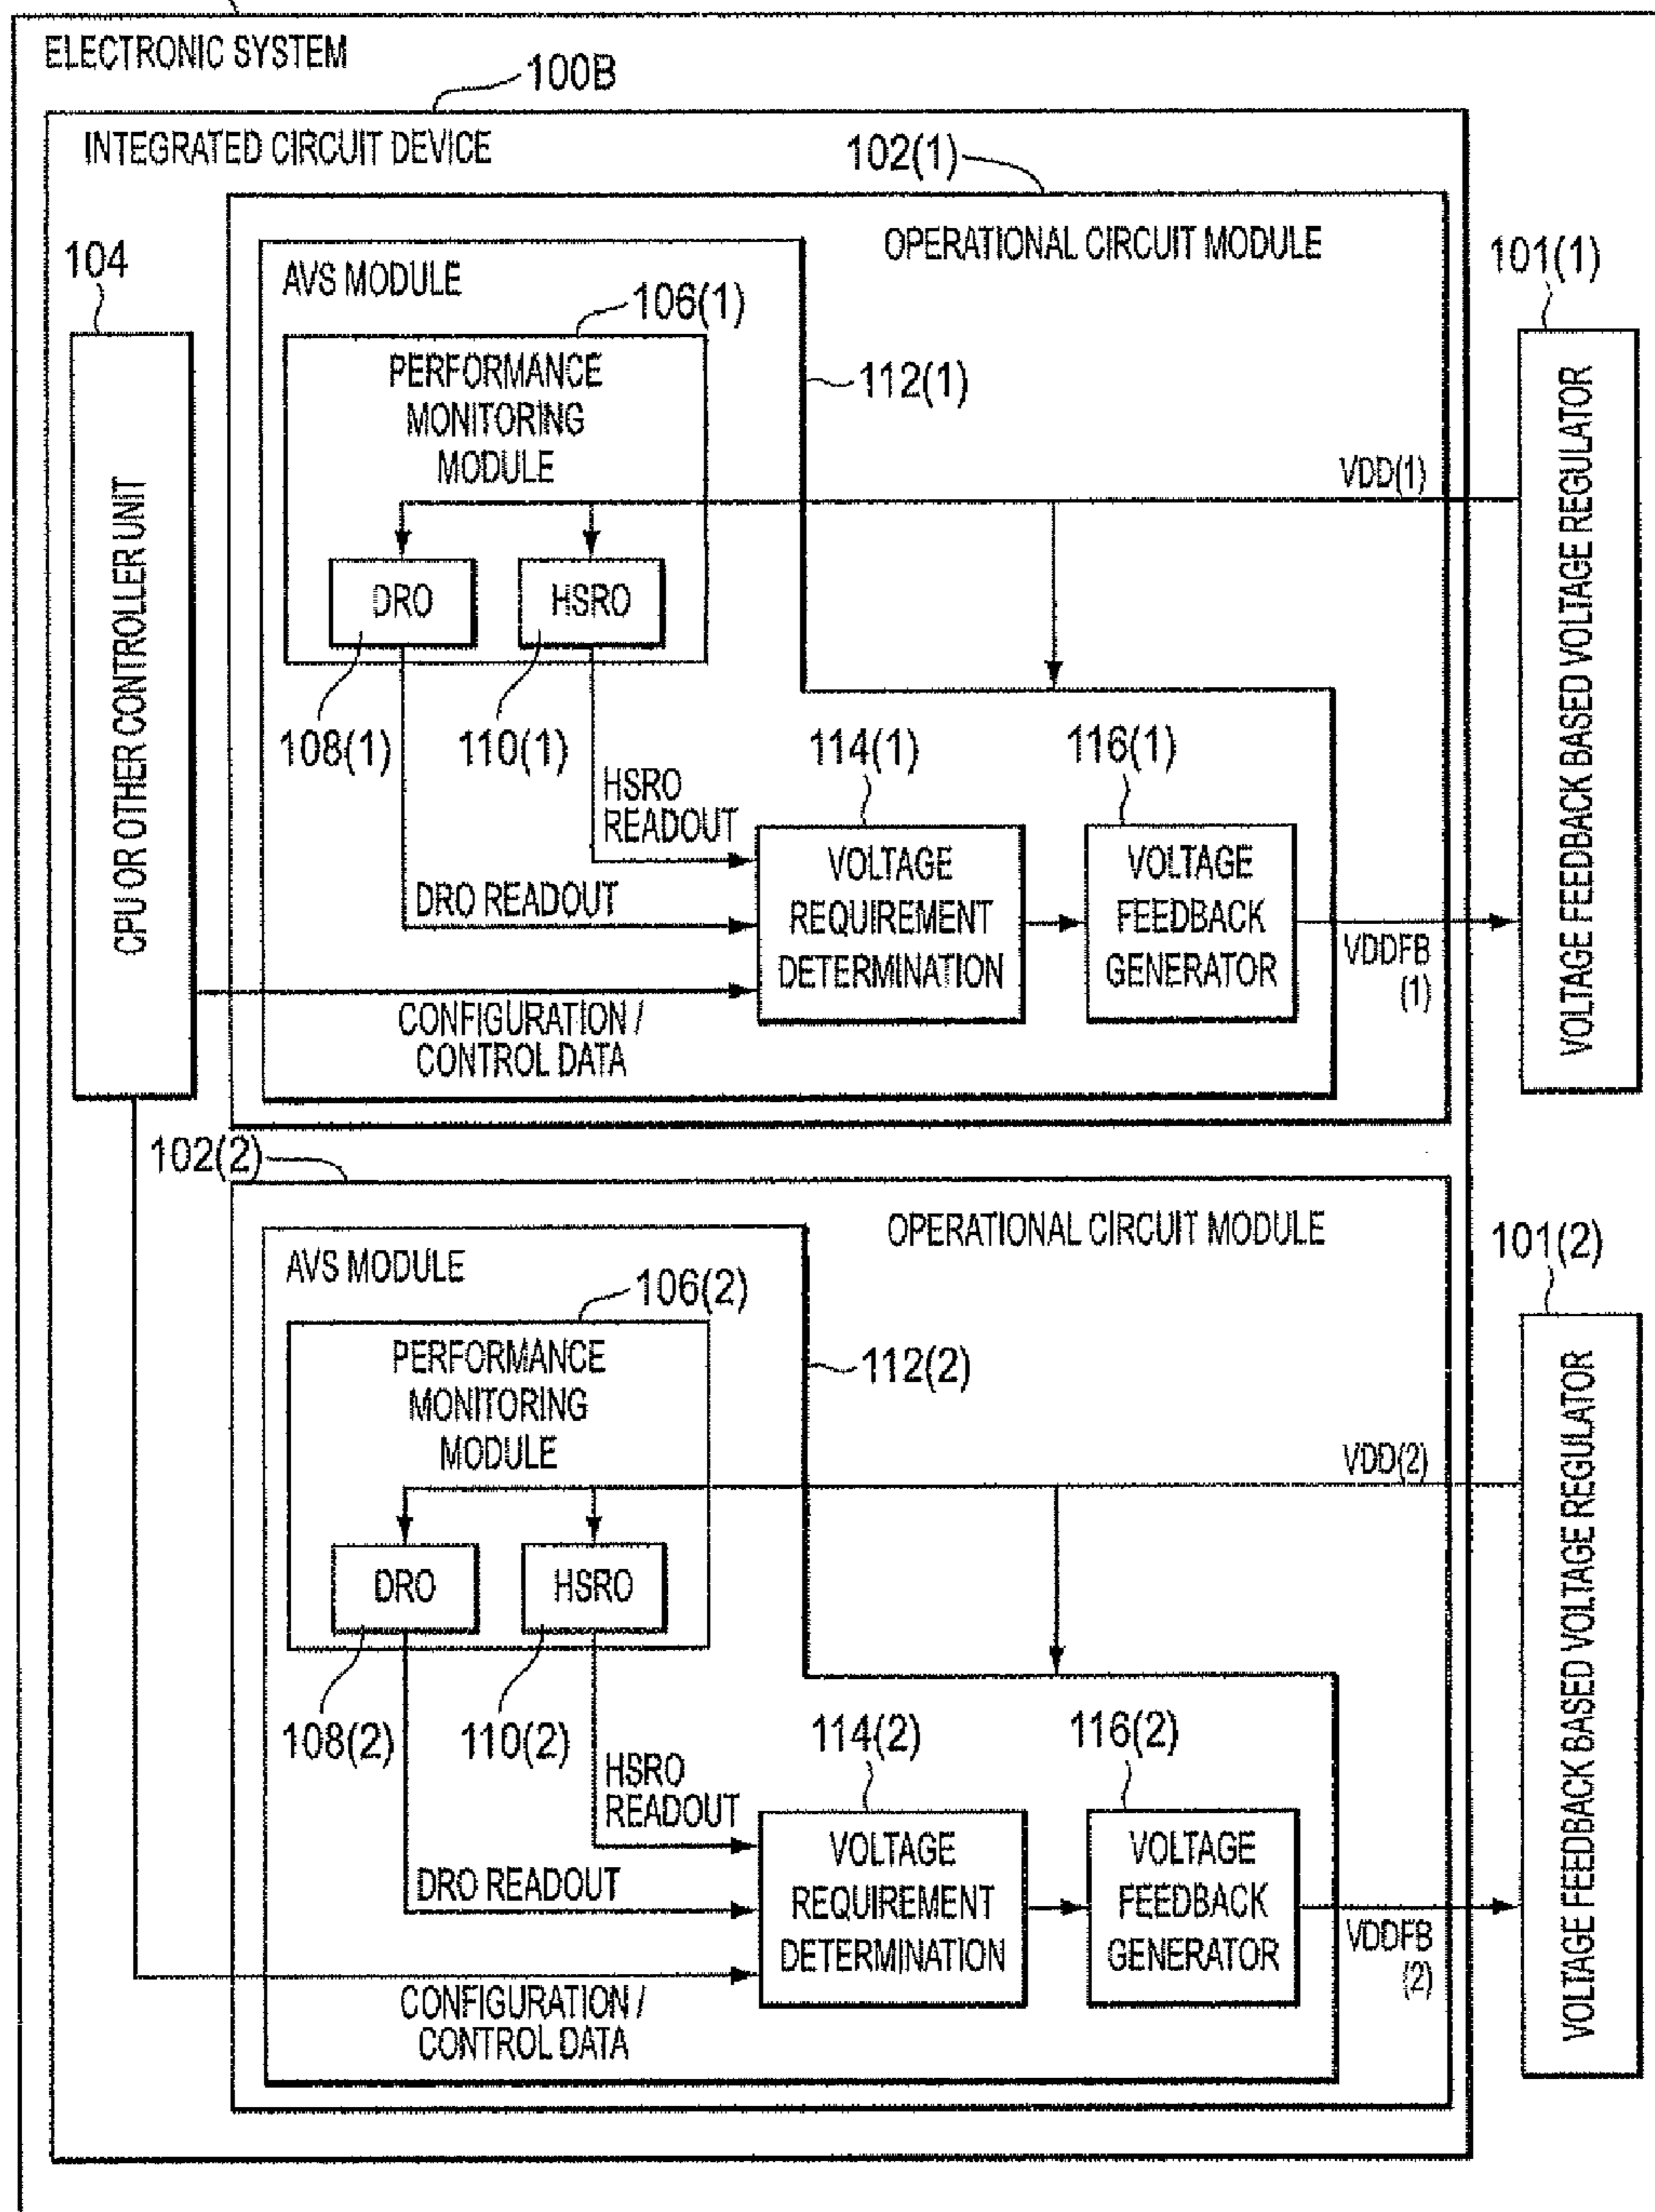 ELECTRONIC SYSTEM
100B
INTEGRATED CIRCUIT DEVICE
102(1)
104
OPERATIONAL CIRCUIT MODULE
101(1)
AVS MODULE
106(1)
PERFORMANCE
MONITORING
MODULE
112(1)
VDD(1)
CPU OR OTHER CONTROLLER UNIT
VOLTAGE FEEDBACK BASED VOLTAGE REGULATOR
DRO
HSRO
108(1)
110(1)
114(1)
116(1)
HSRO
READOUT
DRO READOUT
VOLTAGE
REQUIREMENT
DETERMINATION
VOLTAGE
FEEDBACK
GENERATOR
VDDFB
(1)
CONFIGURATION /
CONTROL DATA
102(2)
OPERATIONAL CIRCUIT MODULE
101(2)
AVS MODULE
106(2)
PERFORMANCE
MONITORING
MODULE
112(2)
VDD(2)
VOLTAGE FEEDBACK BASED VOLTAGE REGULATOR
DRO
HSRO
108(2)
110(2)
114(2)
116(2)
HSRO
READOUT
DRO READOUT
VOLTAGE
REQUIREMENT
DETERMINATION
VOLTAGE
FEEDBACK
GENERATOR
VDDFB
(2)
CONFIGURATION /
CONTROL DATA